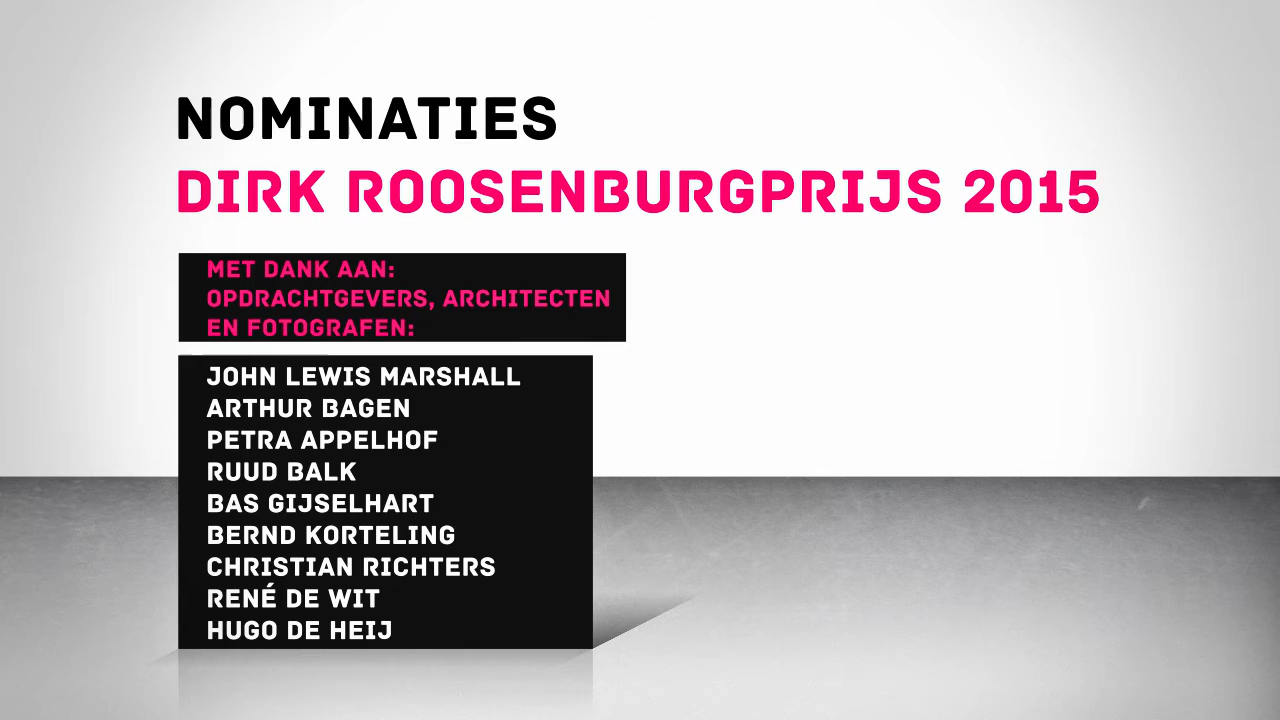 NOMINATIES
DIRK ROOSENBURGPRIJS 2015
MET DANK AAN:
OPDRACHTGEVERS, ARCHITECTEN
EN FOTOGRAFEN:
JOHN LEWIS MARSHALL
ARTHUR BAGEN
PETRA APPELHOF
RUUD BALK
BAS GIJSELHART
BERND KORTELING
CHRISTIAN RICHTERS
RENÉ DE WIT
HUGO DE HEIJ